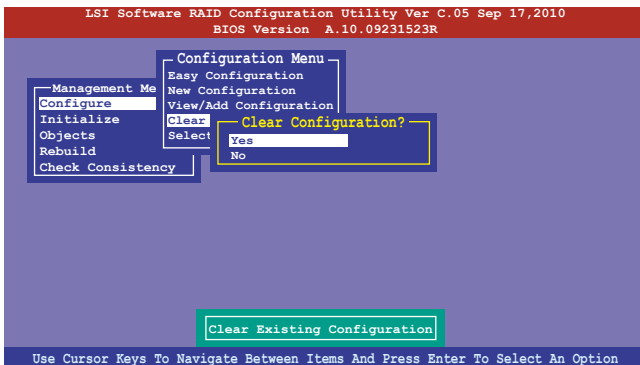 LSI Software RAID Configuration Utility Ver C.05 Sep 17,2010
BIOS Version A.10.09231523R
Management Me
Configure
Initialize
Objects
Rebuild
Check Consistency
Configuration Menu
Easy Configuration
New Configuration
View/Add Configuration
Clear
Select
Clear Configuration?
Yes
No
Clear Existing Configuration
Use Cursor Keys To Navigate Between Items And Press Enter To Select An Option